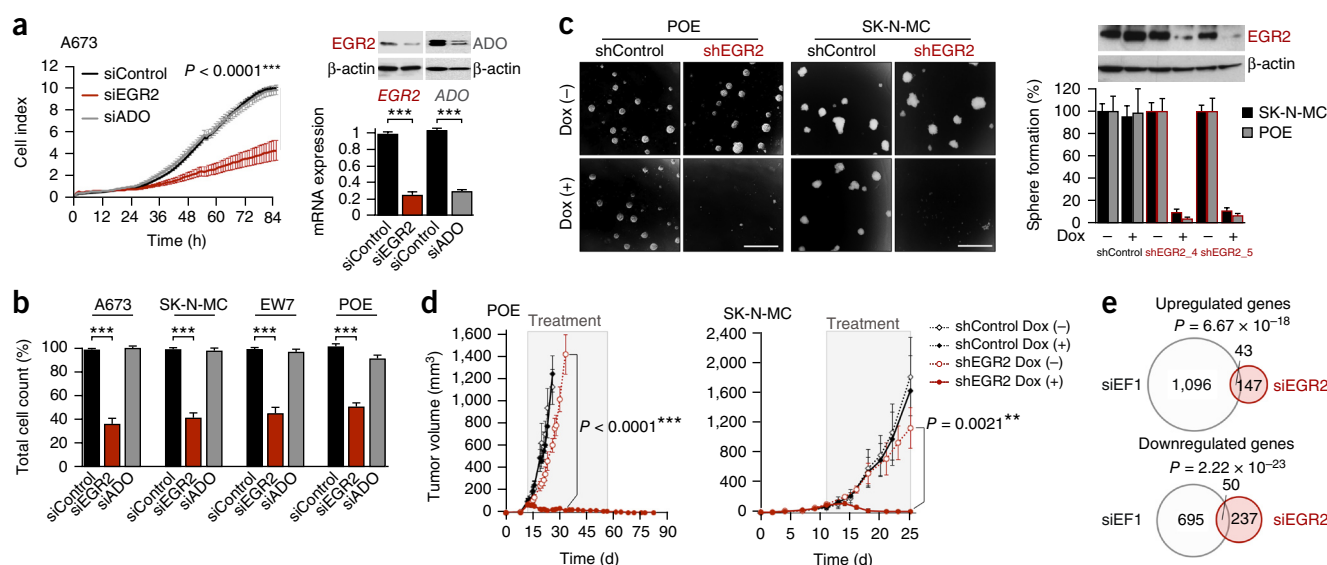 a
A673
siControl
siEGR2
siADO
P < 0.0001***
Cell index
12
10
8
6
4
2
0
0 12 24 36 48 60 72 84
Time (h)
EGR2
ADO
β-actin
β-actin
EGR2 ADO
*** ***
mRNA expression
1
0.8
0.6
0.4
0.2
0
siControl
siEGR2
siControl
siADO
b
A673 SK-N-MC EW7 POE
*** *** *** ***
Total cell count (%)
100
80
60
40
20
0
siControl
siEGR2
siADO
siControl
siEGR2
siADO
siControl
siEGR2
siADO
siControl
siEGR2
siADO
c
POE SK-N-MC
shControl shEGR2 shControl shEGR2
Dox (–)
Dox (+)
EGR2
β-actin
Sphere formation (%)
120
100
80
60
40
20
0
SK-N-MC
POE
Dox – + – + – +
shControl shEGR2_4 shEGR2_5
d
POE
Treatment
Tumor volume (mm³)
1,600
1,400
1,200
1,000
800
600
400
200
0
0 15 30 45 60 75 90
Time (d)
P < 0.0001***
SK-N-MC
Treatment
2,400
2,000
1,600
1,200
800
400
0
0 5 10 15 20 25
Time (d)
shControl Dox (–)
shControl Dox (+)
shEGR2 Dox (–)
shEGR2 Dox (+)
P = 0.0021**
e
Upregulated genes
P = 6.67 × 10⁻¹⁸
43
siEF1 1,096 147 siEGR2
Downregulated genes
P = 2.22 × 10⁻²³
50
siEF1 695 237 siEGR2